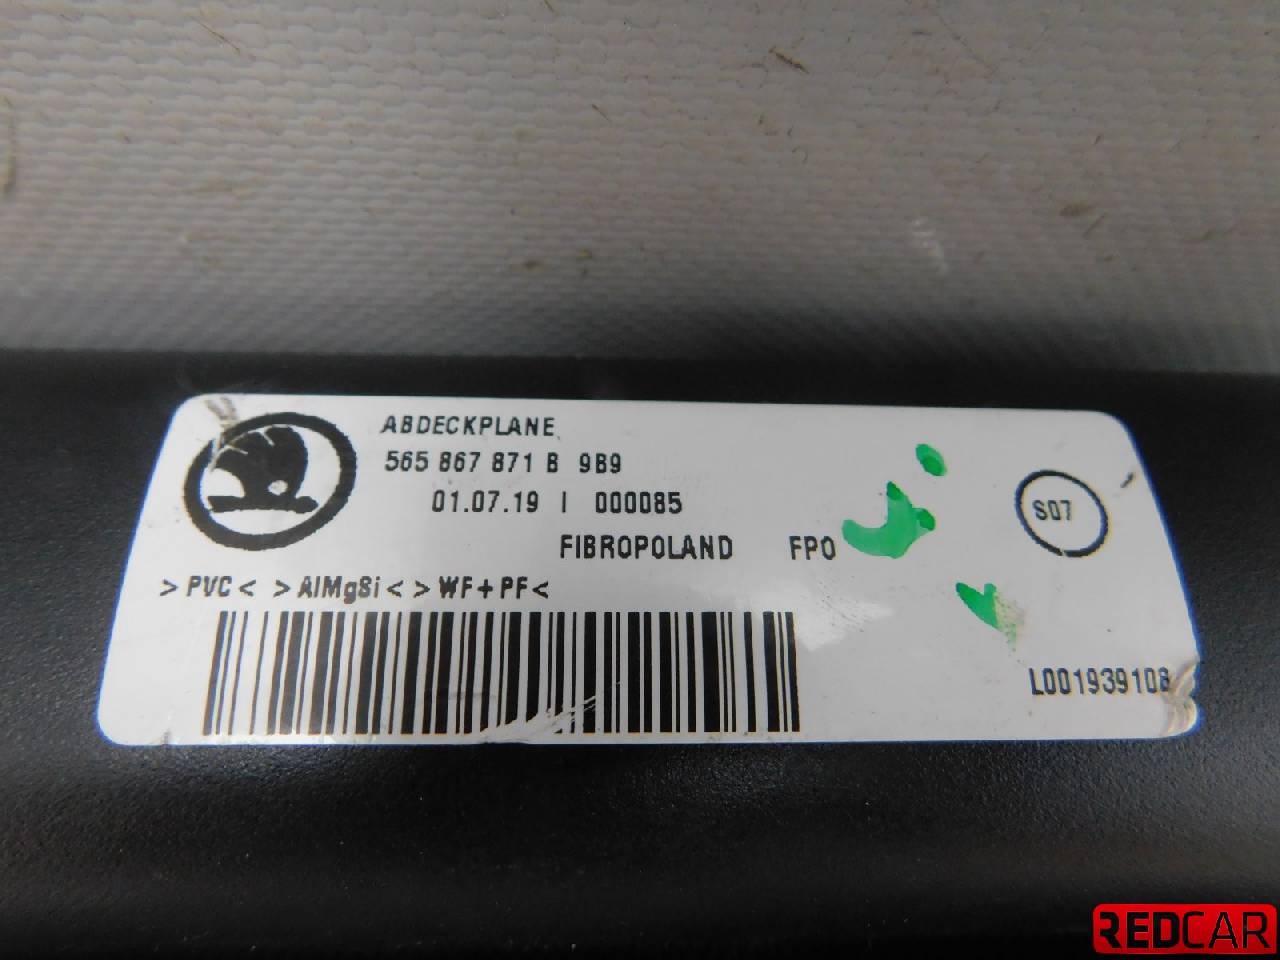 ABDECKPLANE
565 867 871 B 9B9
01.07.19 I 000085
FIBROPOLAND FPO
S07
>PVC< >AlMgSi< >WF+PF<
L001939108
REDCAR